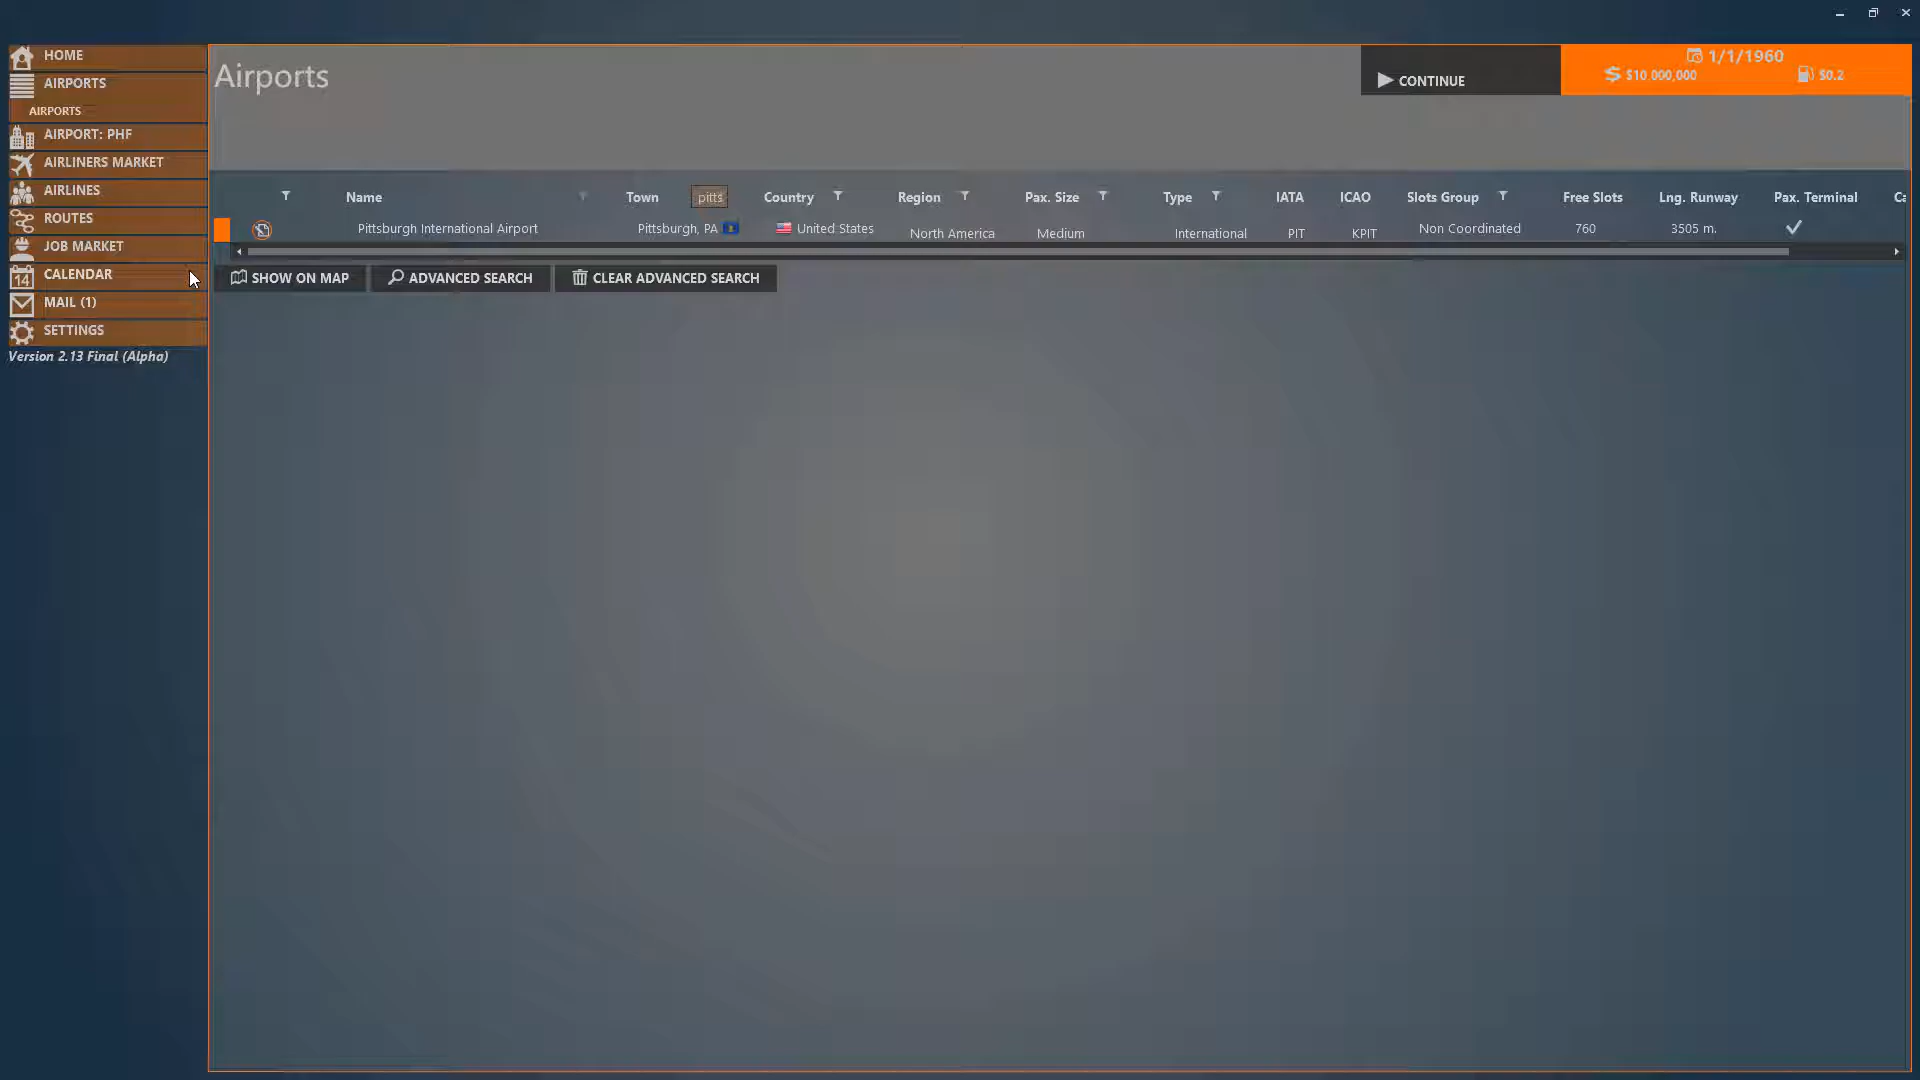 HOME
AIRPORTS
AIRPORTS
AIRPORT: PHF
AIRLINERS MARKET
AIRLINES
ROUTES
JOB MARKET
14 CALENDAR
MAIL (1)
SETTINGS
Version 2.13 Final (Alpha)
Airports
CONTINUE
1/1/1960
$10,000,000 $0.2
Name Town pitts Country Region Pax. Size Type IATA ICAO Slots Group Free Slots Lng. Runway Pax. Terminal Ca
Pittsburgh International Airport Pittsburgh, PA United States North America Medium International PIT KPIT Non Coordinated 760 3505 m.
SHOW ON MAP ADVANCED SEARCH CLEAR ADVANCED SEARCH